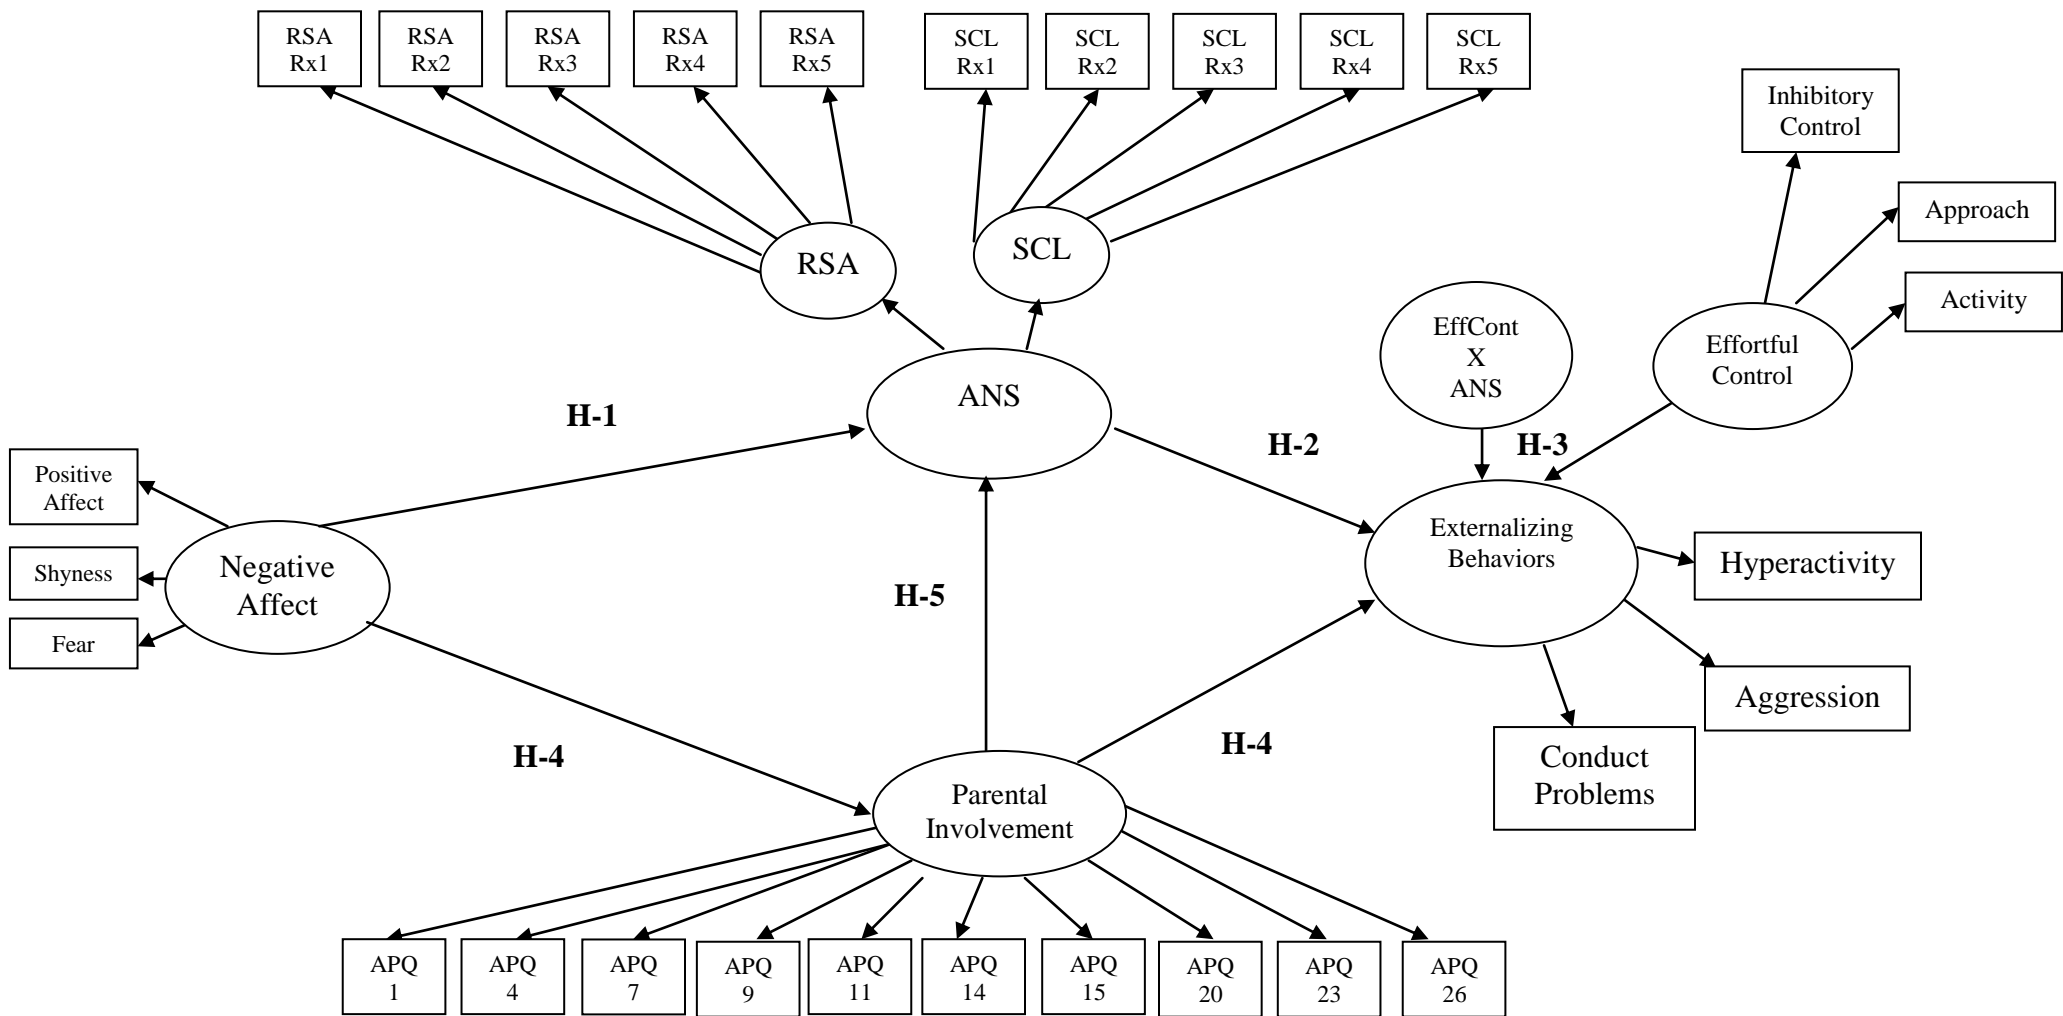 RSA
Rx1
RSA
Rx2
RSA
Rx3
RSA
Rx4
RSA
Rx5
SCL
Rx1
SCL
Rx2
SCL
Rx3
SCL
Rx4
SCL
Rx5
Inhibitory
Control
Approach
Activity
RSA
SCL
EffCont
X
ANS
Effortful
Control
ANS
H-1
H-2
H-3
Positive
Affect
Shyness
Fear
Negative
Affect
H-5
Externalizing
Behaviors
Hyperactivity
Aggression
Conduct
Problems
H-4
H-4
Parental
Involvement
APQ
1
APQ
4
APQ
7
APQ
9
APQ
11
APQ
14
APQ
15
APQ
20
APQ
23
APQ
26